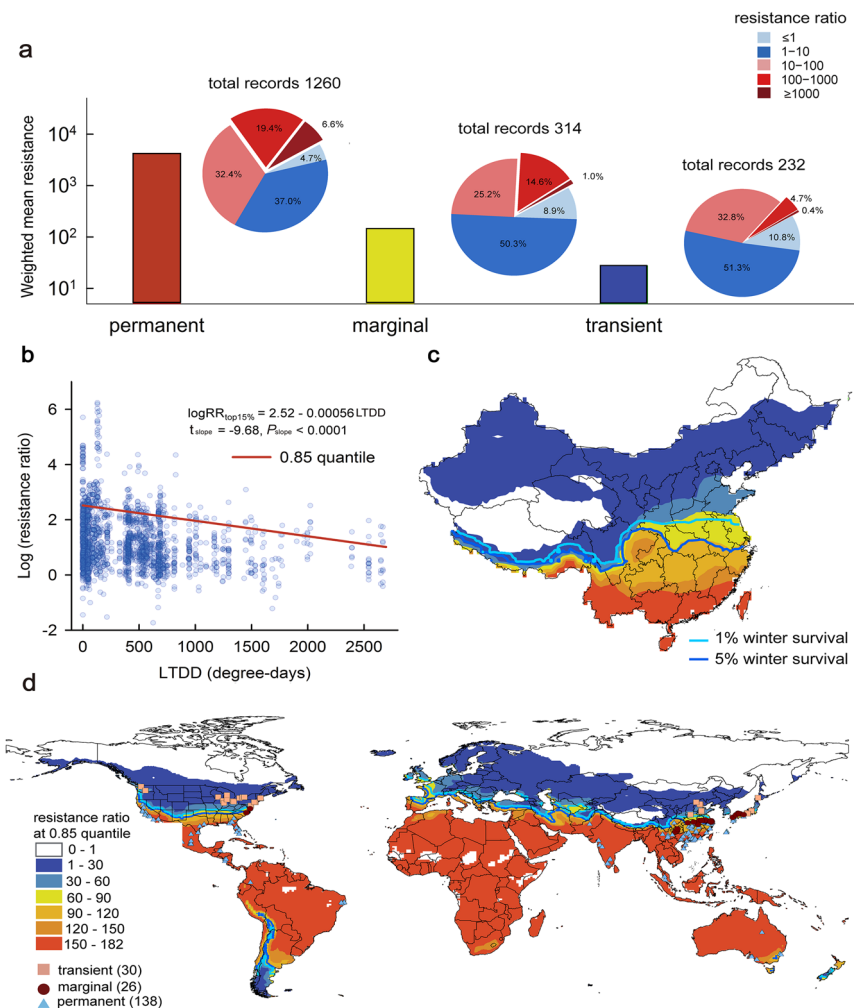 resistance ratio
≤1
1−10
10−100
100−1000
≥1000
a
total records 1260
total records 314
total records 232
Weighted mean resistance
10⁴
10³
10²
10¹
19.4%
6.6%
4.7%
32.4%
37.0%
25.2%
14.6%
1.0%
8.9%
50.3%
32.8%
4.7%
0.4%
10.8%
51.3%
permanent
marginal
transient
b
Log (resistance ratio)
6
4
2
0
-2
logRRtop15% = 2.52 - 0.00056LTDD
tslope = -9.68, Pslope < 0.0001
0.85 quantile
0
500
1000
1500
2000
2500
LTDD (degree-days)
c
1% winter survival
5% winter survival
d
resistance ratio
at 0.85 quantile
0 - 1
1 - 30
30 - 60
60 - 90
90 - 120
120 - 150
150 - 182
transient (30)
marginal (26)
permanent (138)